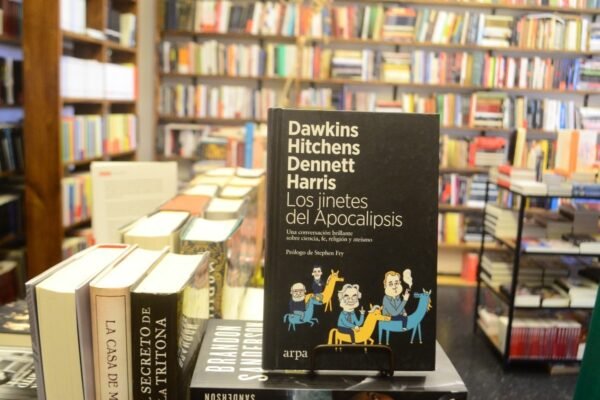 Dawkins
Hitchens
Dennett
Harris
Los jinetes
del Apocalipsis
Una conversación brillante
sobre ciencia, fe, religión y ateísmo
Prólogo de Stephen Fry
arpa
LA CASA DE
SECRETO DE
LA TRITONA
BRANDON
SANDERSON
SANDERSON